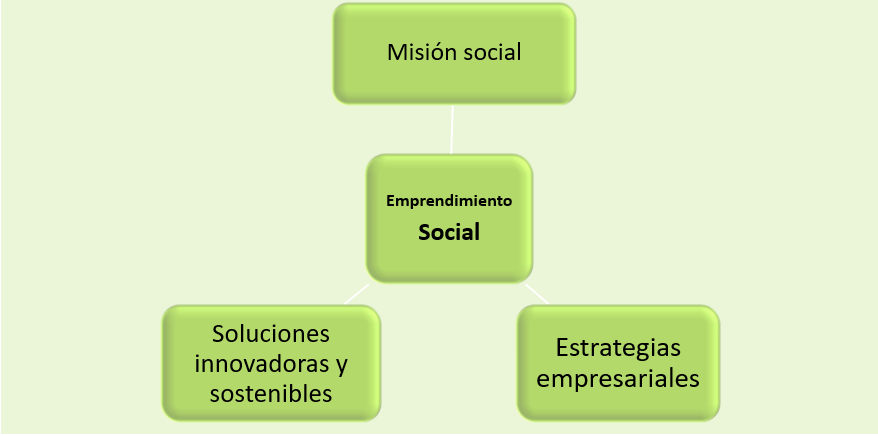 Misión social
Emprendimiento
Social
Soluciones
innovadoras y
sostenibles
Estrategias
empresariales